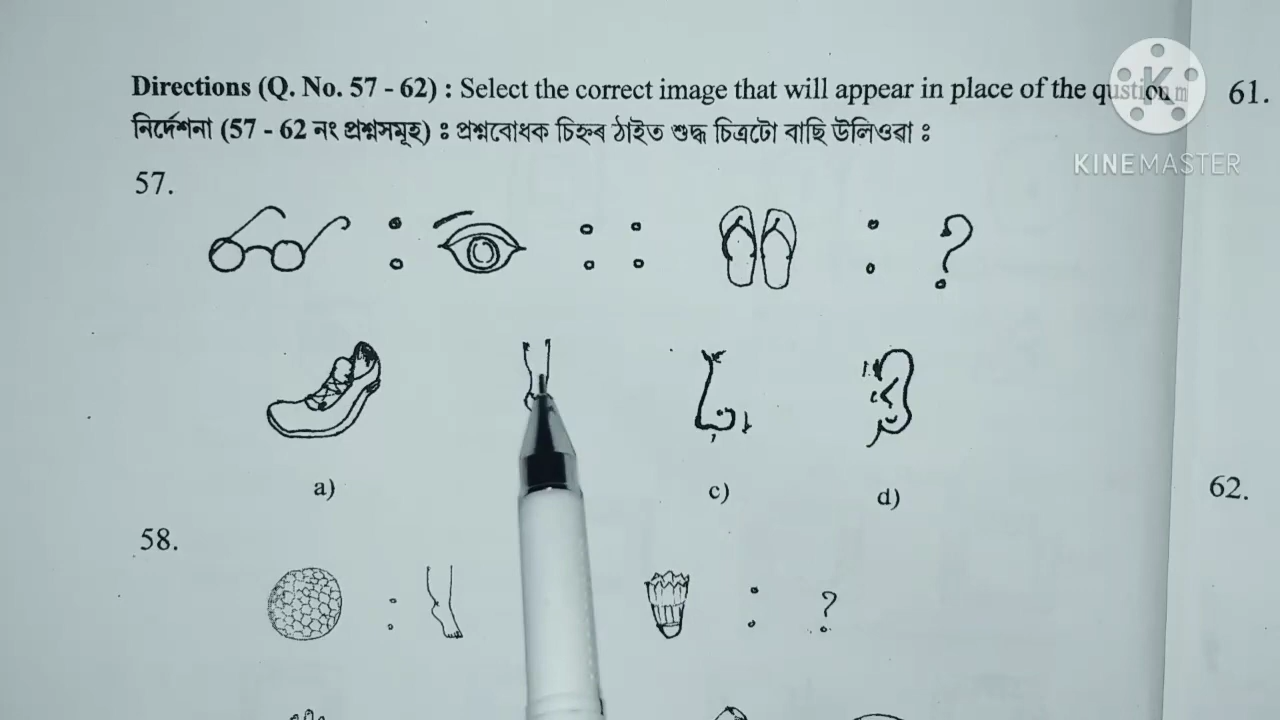 Directions (Q. No. 57 - 62) : Select the correct image that will appear in place of the
নিৰ্দেশনা (57 - 62 নং প্ৰশ্নসমূহ) ঃ প্ৰশ্নবোধক চিহ্নৰ ঠাইত শুদ্ধ চিত্ৰটো বাছি উলিওৱা ঃ
61.
KINEMASTER
57.
: : : : ?
a) c) d)
62.
58.
: : ?